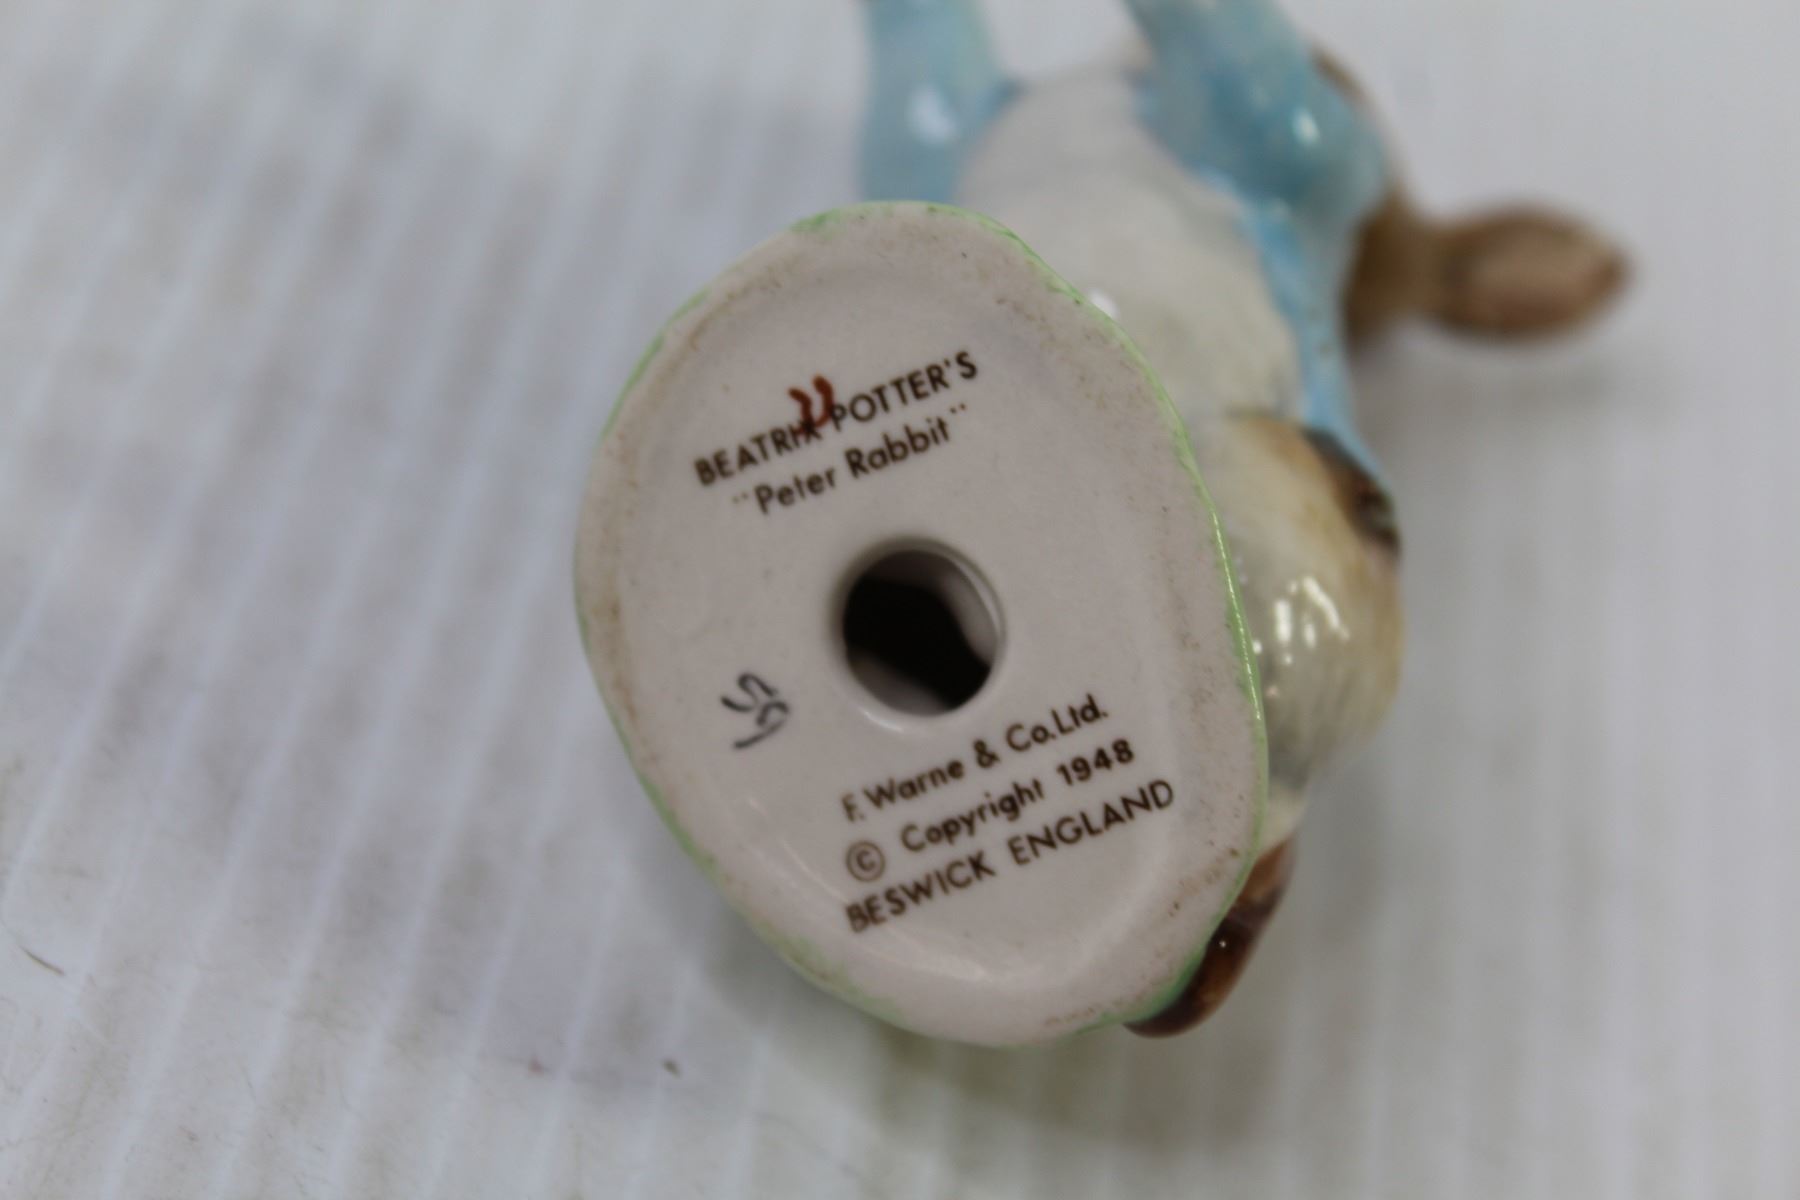 BEATRIX POTTER'S
"Peter Rabbit"
F. Warne & Co.Ltd.
© Copyright 1948
BESWICK ENGLAND